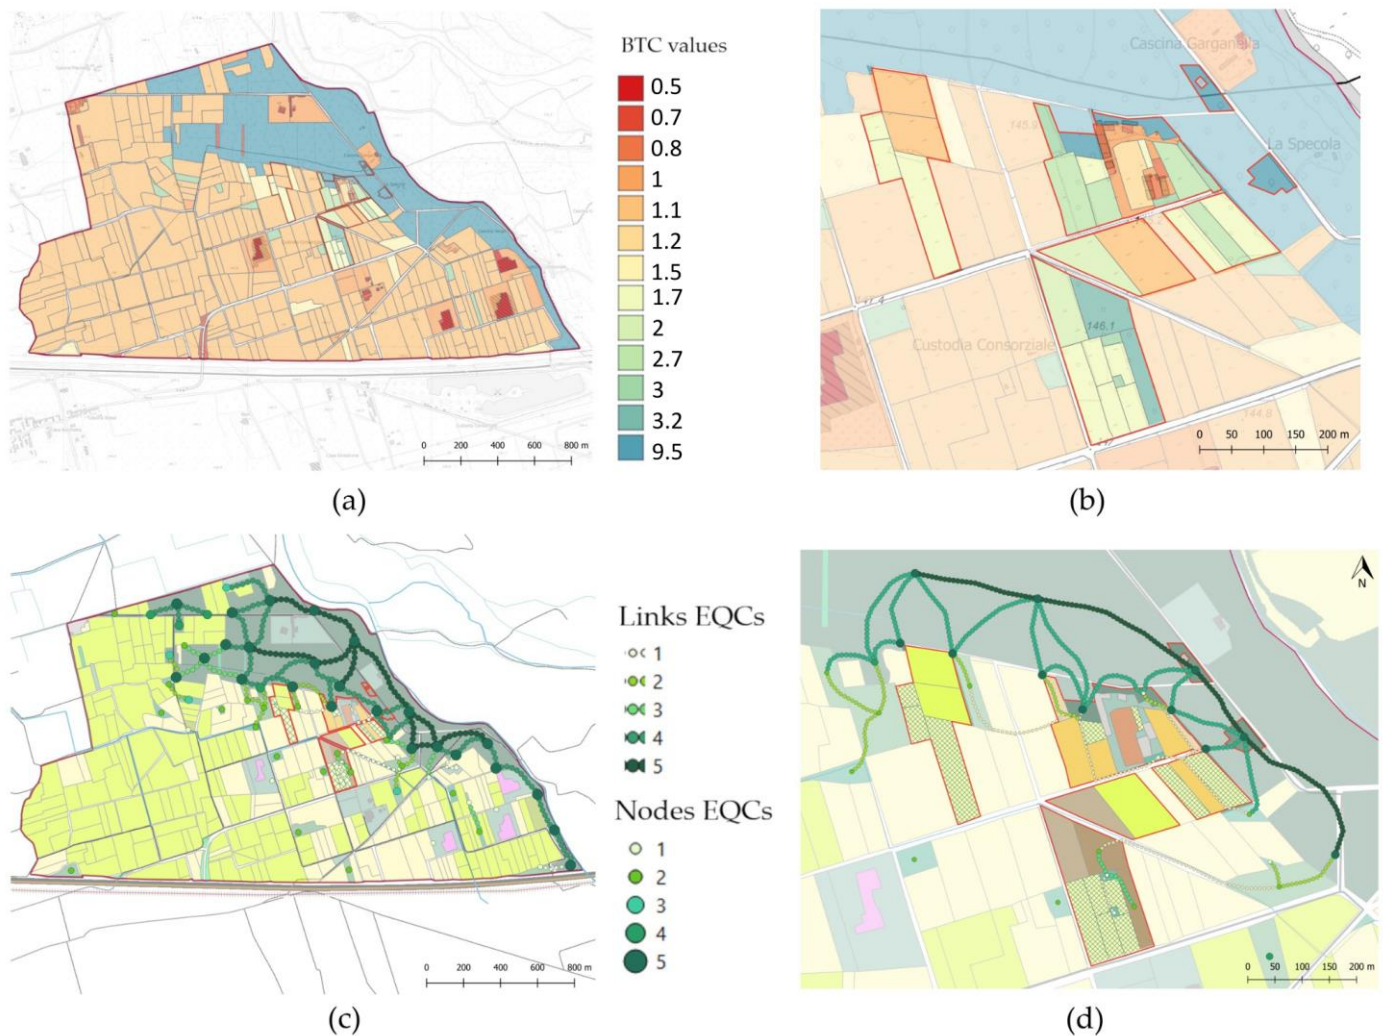 BTC values
0.5
0.7
0.8
1
1.1
1.2
1.5
1.7
2
2.7
3
3.2
9.5
0 200 400 600 800 m
(a)
Cascina Garganella
145.9
La Specola
146.1
Custodia Consorziale
144.8
0 50 100 150 200 m
(b)
Links EQCs
1
2
3
4
5
Nodes EQCs
1
2
3
4
5
0 200 400 600 800 m
(c)
N
0 50 100 150 200 m
(d)